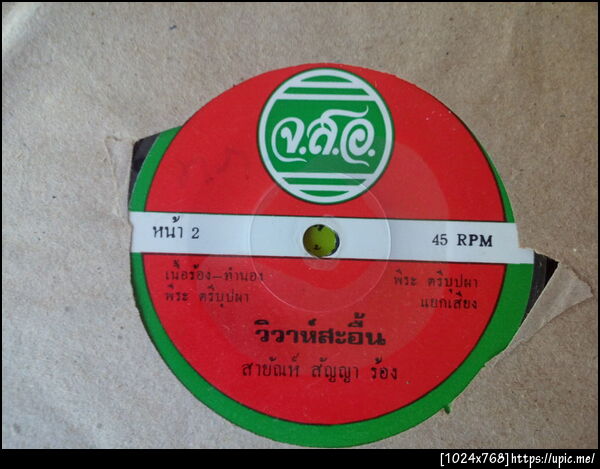 จ.ส.อ.
หน้า 2
45 RPM
เนื้อร้อง–ทำนอง
พีระ ตรีบุปผา
พีระ ตรีบุปผา
แยกเสียง
วิวาห์สะอื้น
สายัณห์ สัญญา ร้อง
[1024x768]https://upic.me/